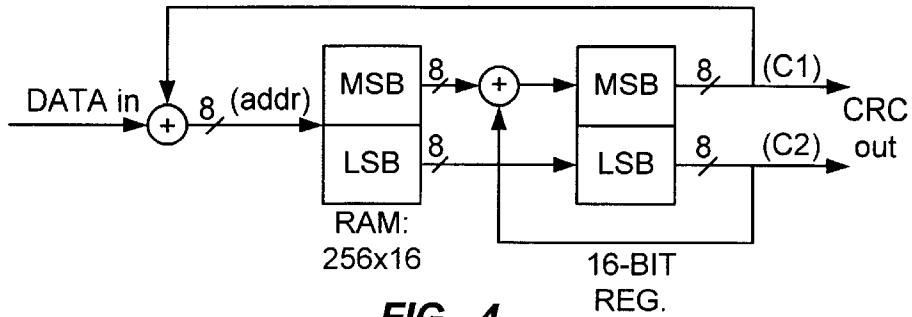 DATA in
+
8 (addr)
MSB
LSB
8
8
RAM:
256x16
+
MSB
LSB
8 (C1)
8 (C2)
CRC
out
16-BIT
REG.
FIG. 4